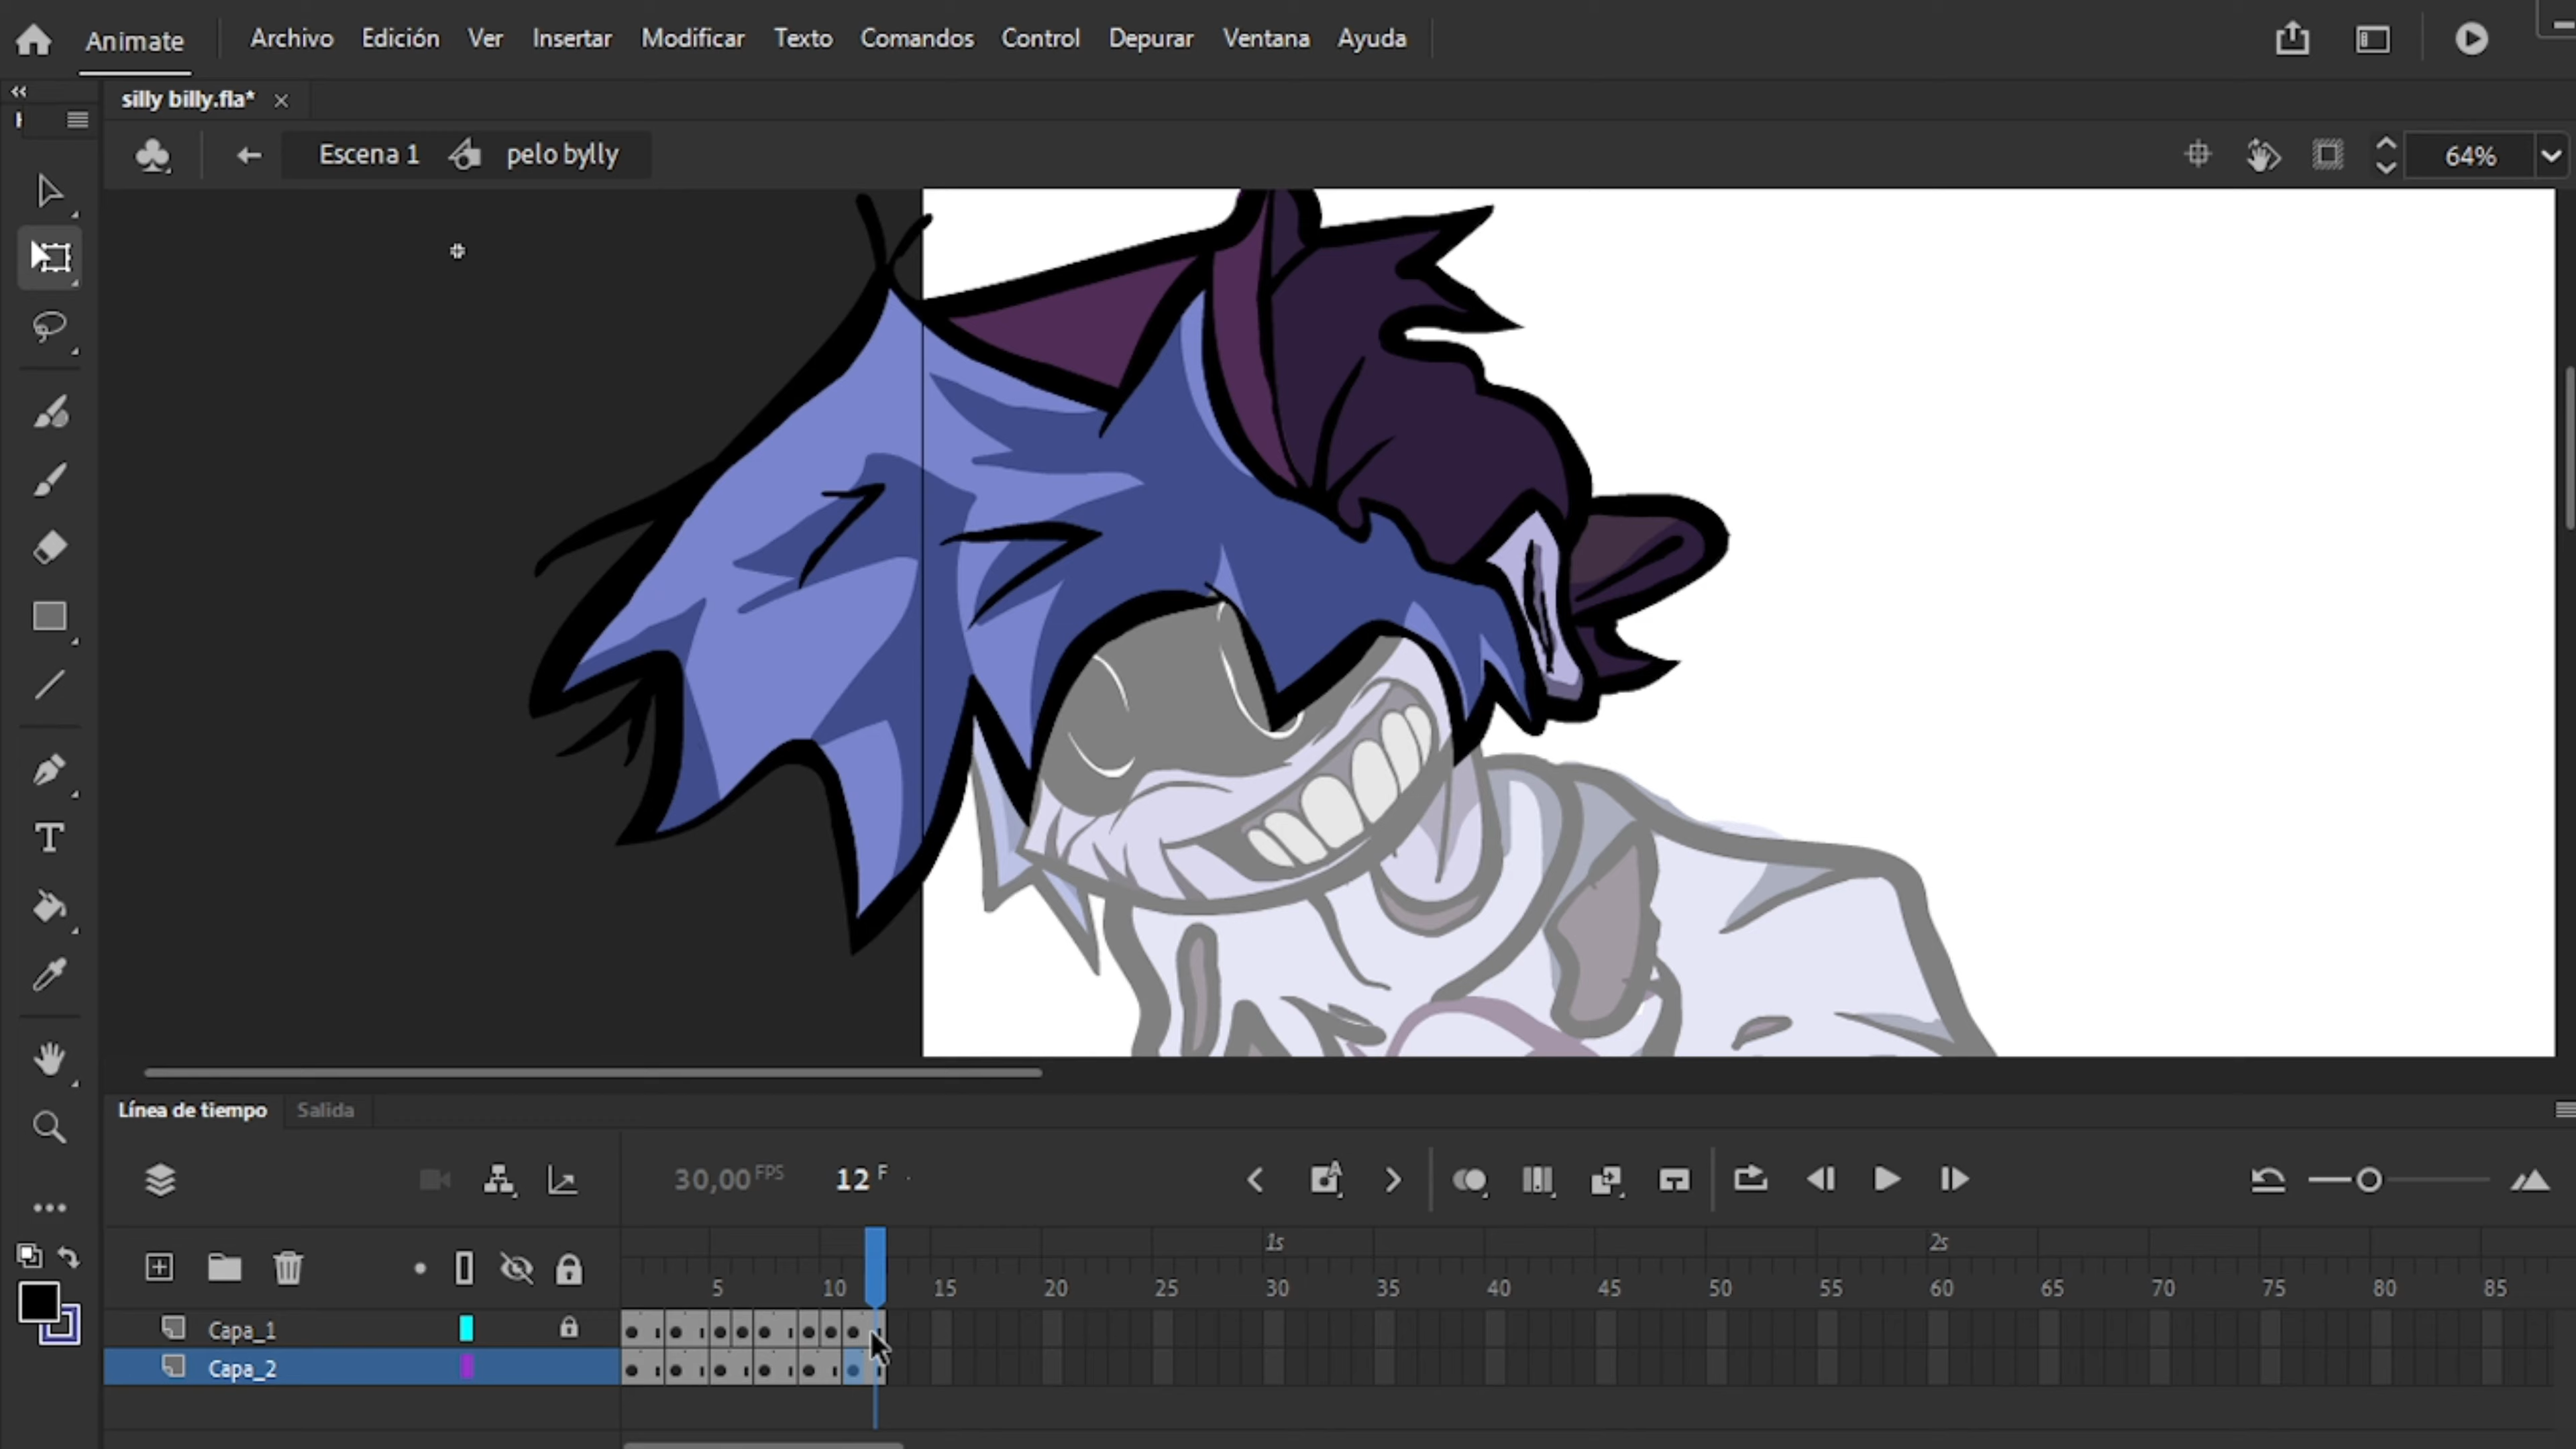 Animate Archivo Edición Ver Insertar Modificar Texto Comandos Control Depurar Ventana Ayuda
silly billy.fla*
Escena 1 pelo bylly 64%
Línea de tiempo Salida
30,00 FPS 12 F
1s 2s
5 10 15 20 25 30 35 40 45 50 55 60 65 70 75 80 85
Capa_1
Capa_2